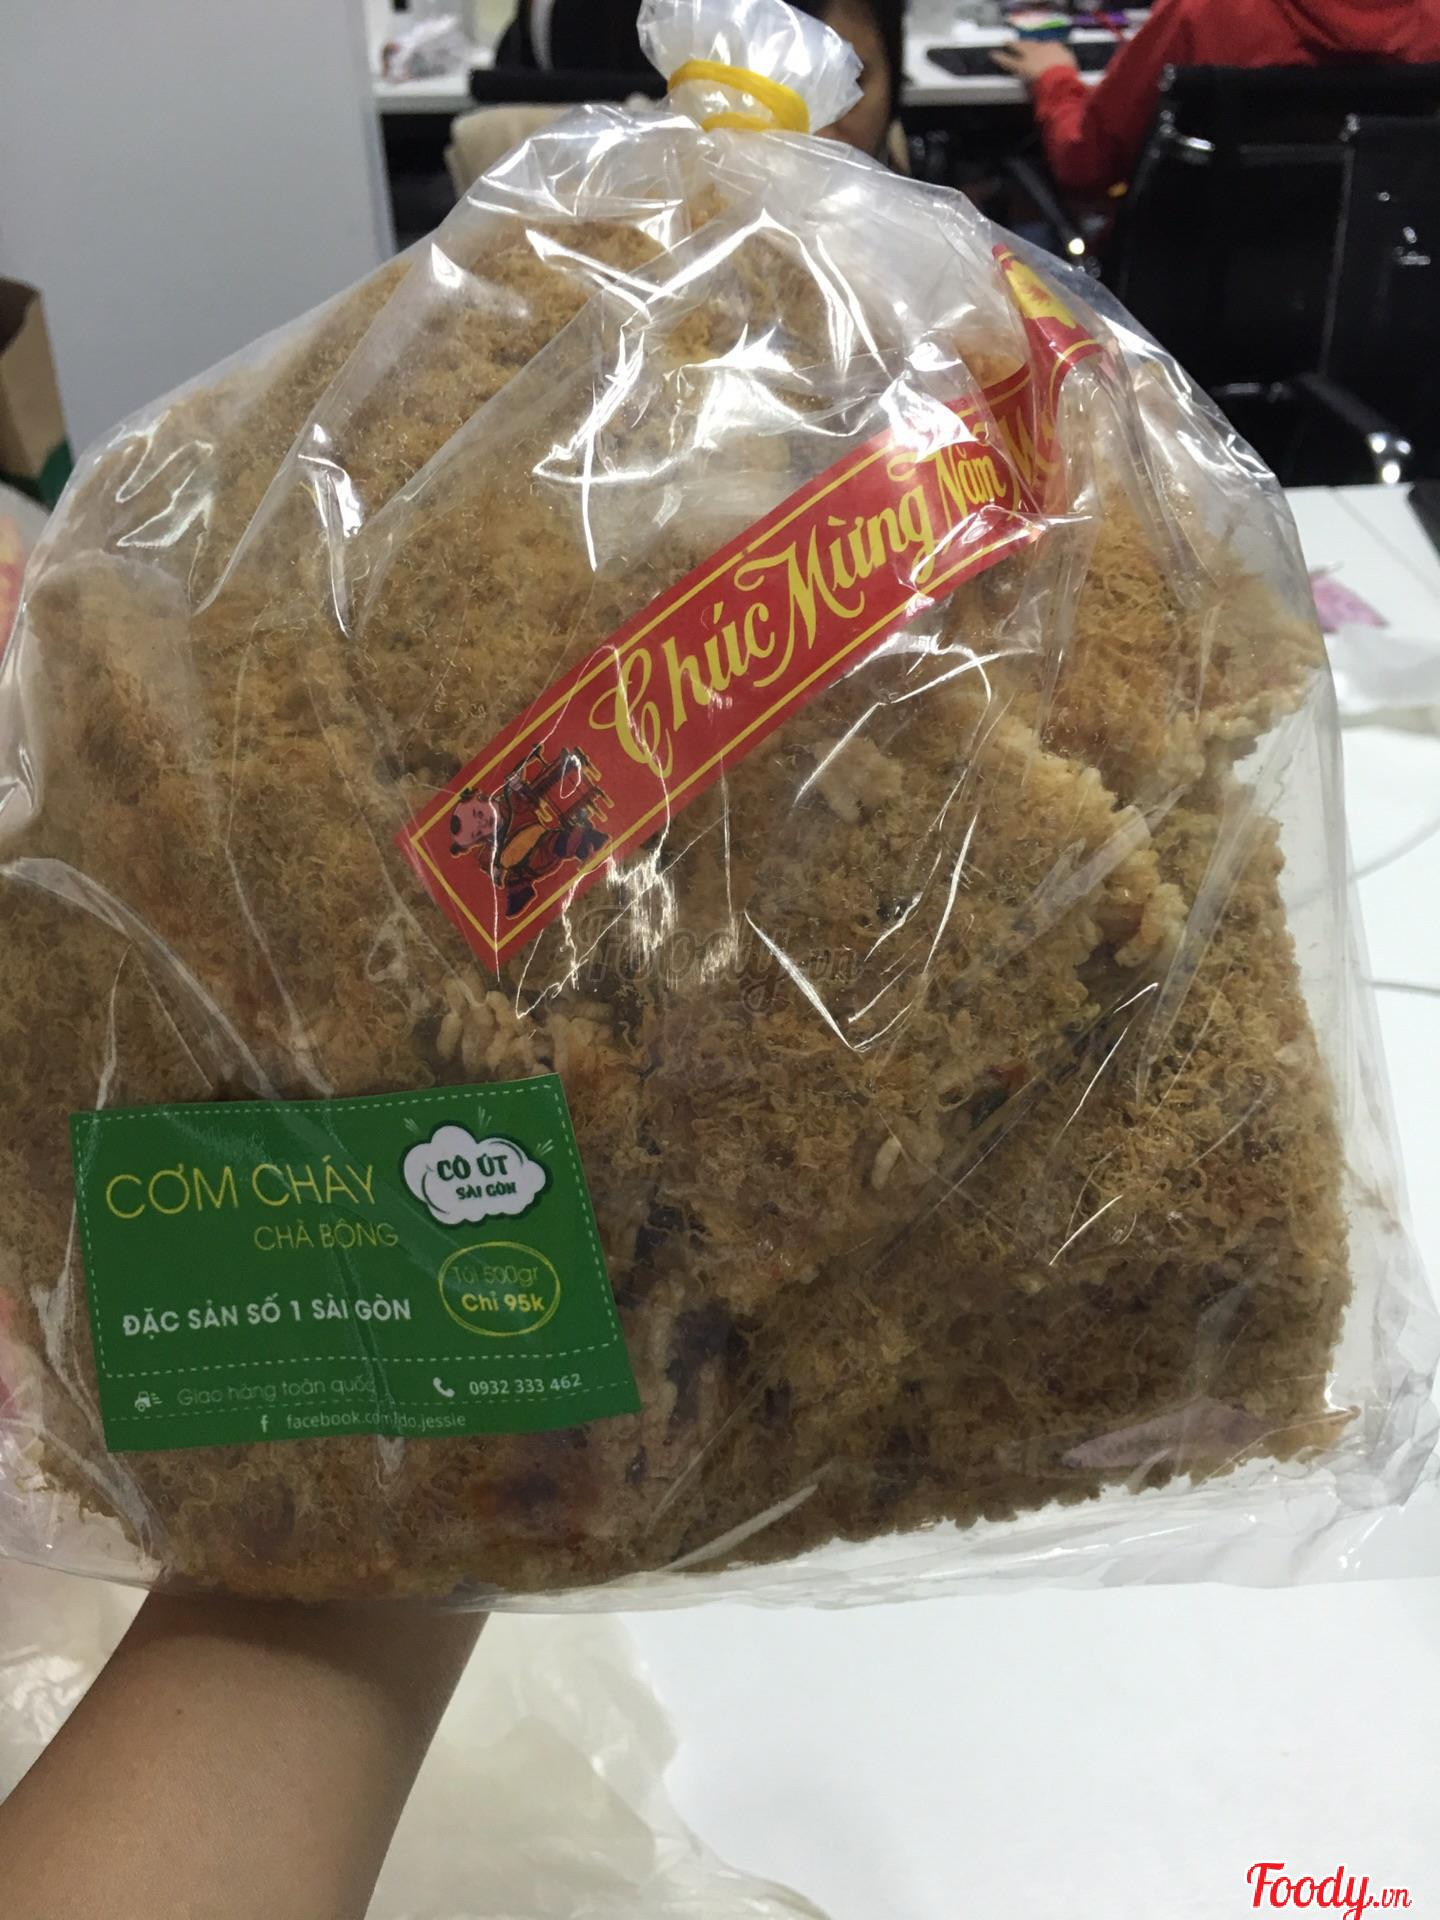 Chúc Mừng Năm
CƠM CHÁY
CHÀ BÔNG
CÔ ÚT
SÀI GÒN
Túi 500gr
Chỉ 95k
ĐẶC SẢN SỐ 1 SÀI GÒN
Giao hàng toàn quốc
0932 333 462
facebook.com/do.jessie
Foody.vn
Foody.vn